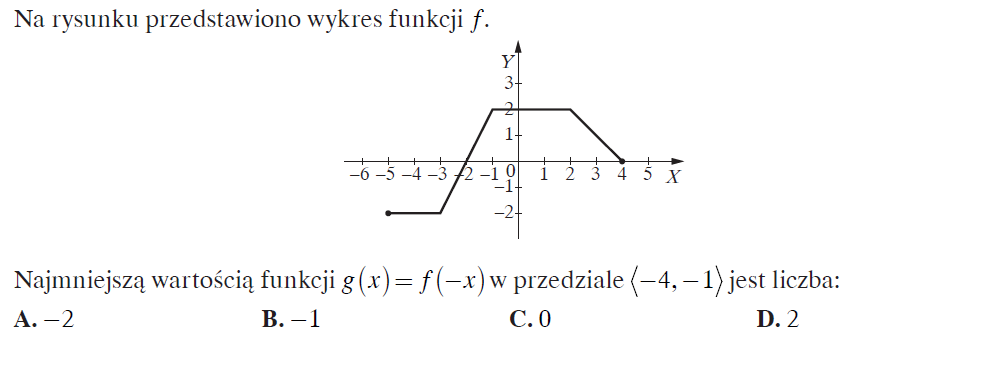 Na rysunku przedstawiono wykres funkcji f.
Y
3
2
1
−6 −5 −4 −3 −2 −1 0 1 2 3 4 5 X
−1
−2
Najmniejszą wartością funkcji g(x) = f(−x) w przedziale ⟨−4, −1⟩ jest liczba:
A. −2 B. −1 C. 0 D. 2